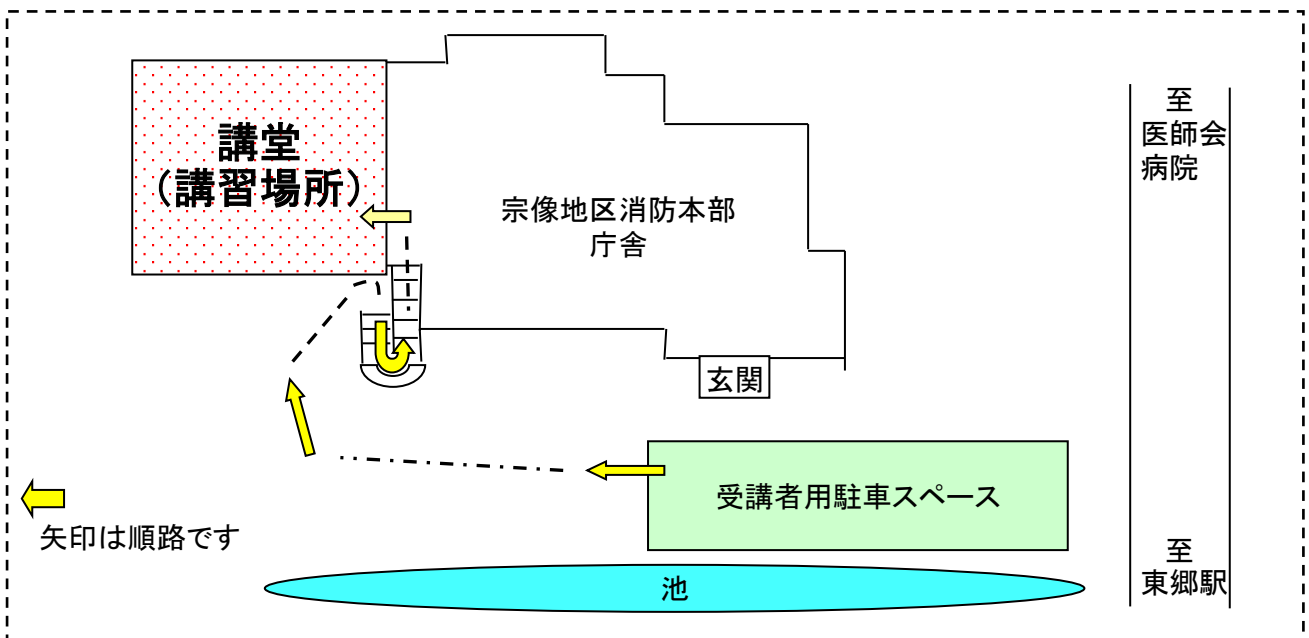 講堂
（講習場所）
宗像地区消防本部
庁舎
至
医師会
病院
玄関
受講者用駐車スペース
矢印は順路です
至
東郷駅
池